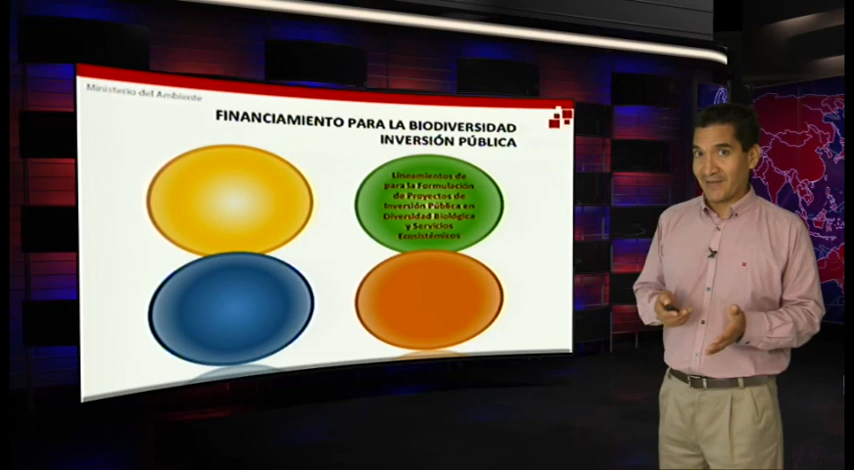 Ministerio del Ambiente
FINANCIAMIENTO PARA LA BIODIVERSIDAD
INVERSIÓN PÚBLICA
Lineamientos de
para la Formulación
de Proyectos de
Inversión Pública en
Diversidad Biológica
y Servicios
Ecosistémicos